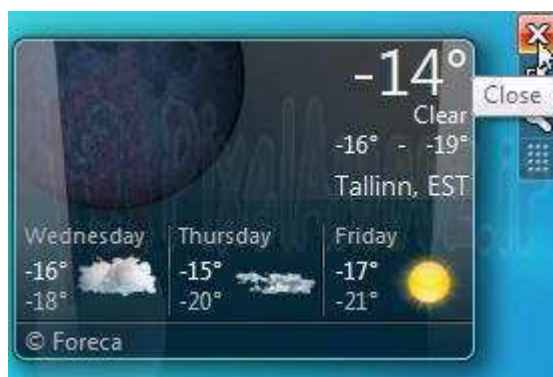 -14°
Close
Clear
-16° - -19°
Tallinn, EST
Wednesday Thursday Friday
-16° -15° -17°
-18° -20° -21°
© Foreca